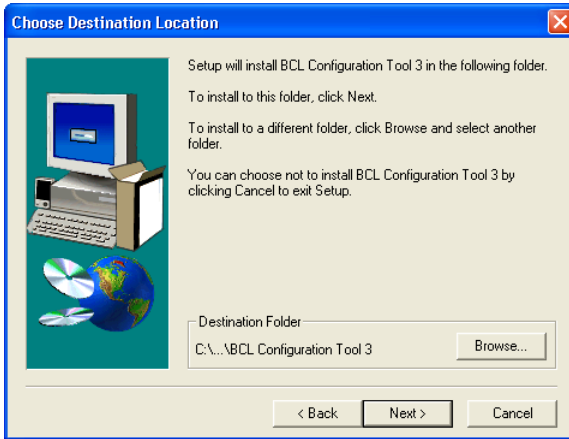 Choose Destination Location
Setup will install BCL Configuration Tool 3 in the following folder.
To install to this folder, click Next.
To install to a different folder, click Browse and select another
folder.
You can choose not to install BCL Configuration Tool 3 by
clicking Cancel to exit Setup.
Destination Folder
C:\...\BCL Configuration Tool 3
Browse...
< Back
Next >
Cancel